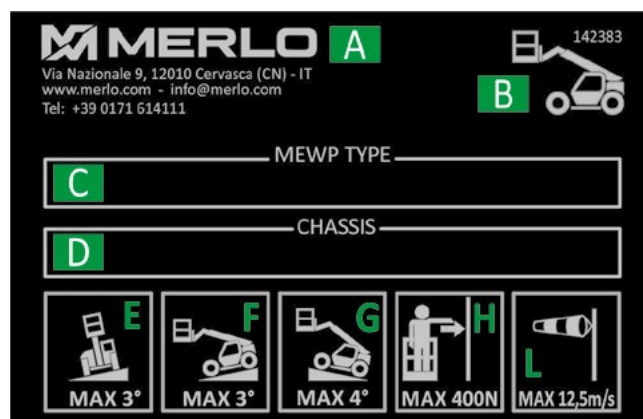 MERLO A
142383
Via Nazionale 9, 12010 Cervasca (CN) - IT
www.merlo.com - info@merlo.com
Tel: +39 0171 614111
B
MEWP TYPE
C
CHASSIS
D
E F G H L
MAX 3° MAX 3° MAX 4° MAX 400N MAX 12,5m/s